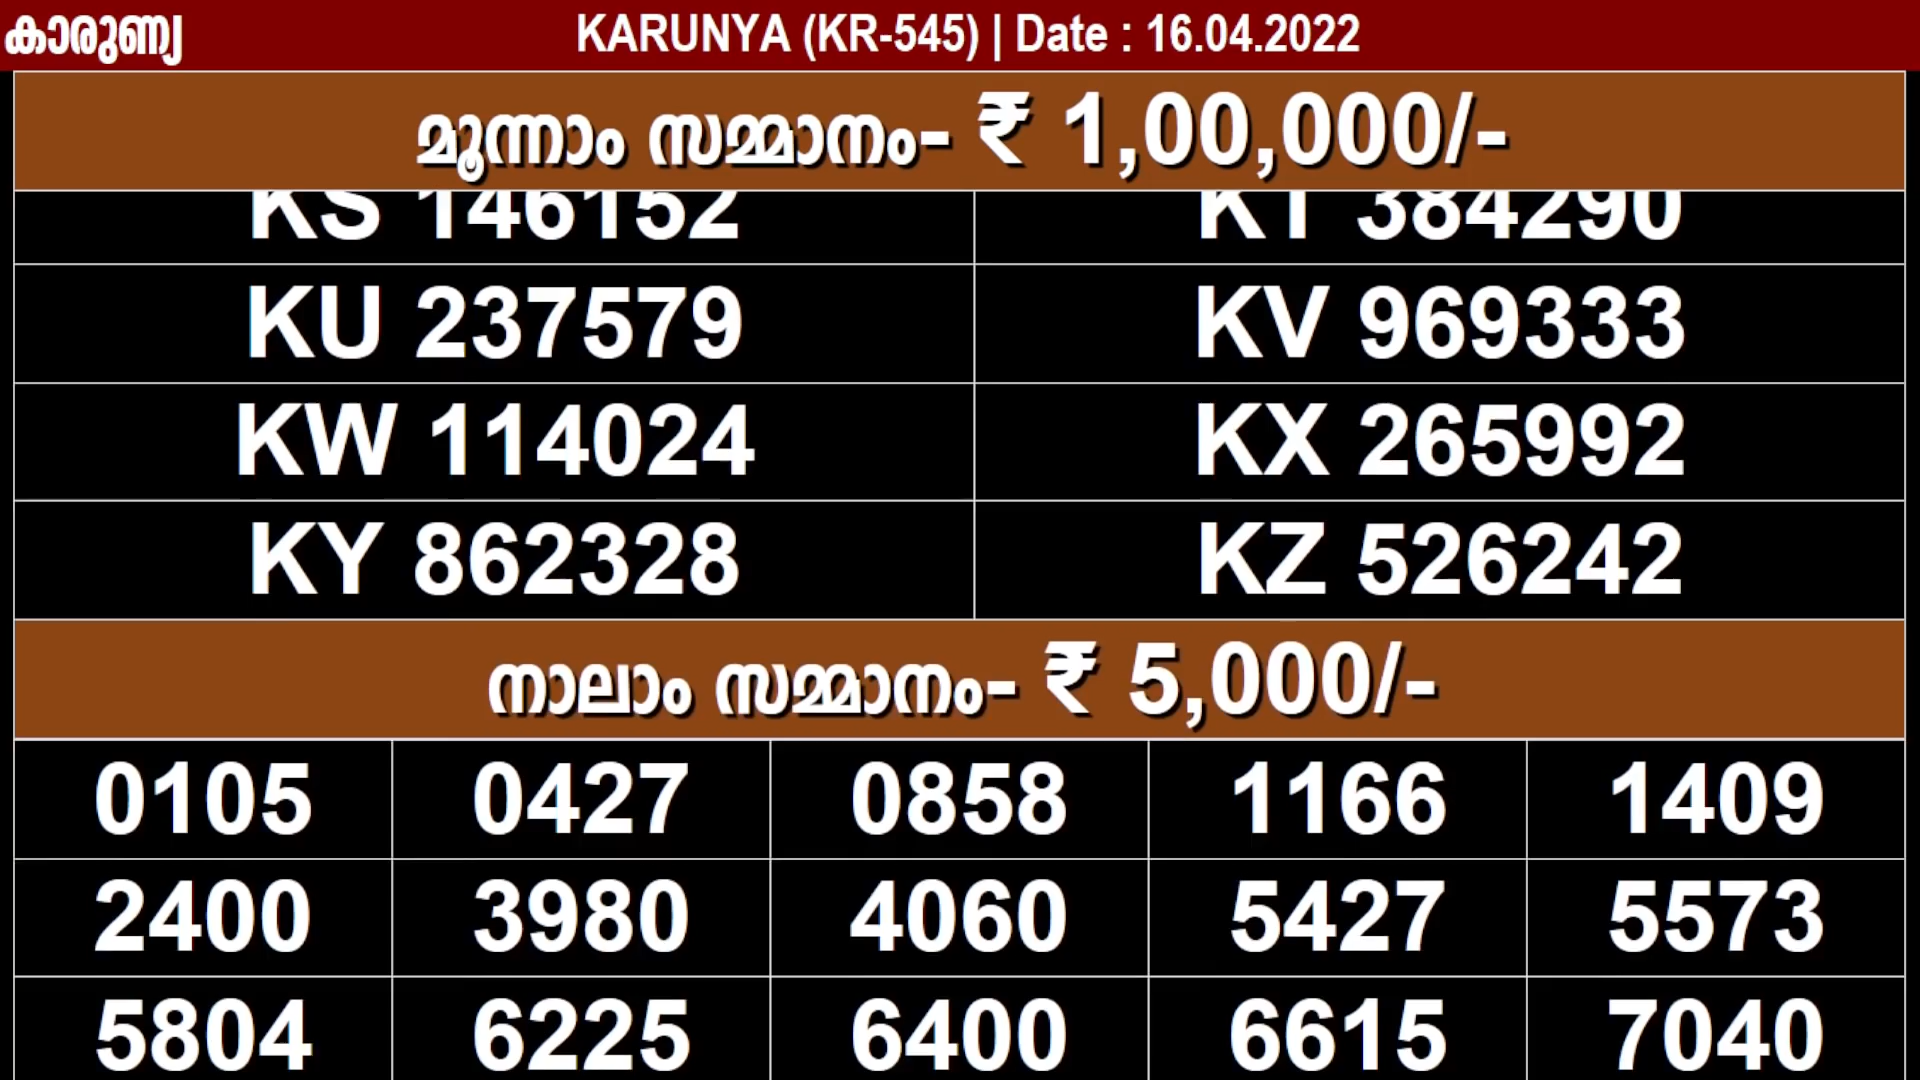 കാരുണ്യ KARUNYA (KR-545) | Date : 16.04.2022
മൂന്നാം സമ്മാനം- ₹ 1,00,000/-
KS 146152 KT 384290
KU 237579 KV 969333
KW 114024 KX 265992
KY 862328 KZ 526242
നാലാം സമ്മാനം- ₹ 5,000/-
0105 0427 0858 1166 1409
2400 3980 4060 5427 5573
5804 6225 6400 6615 7040